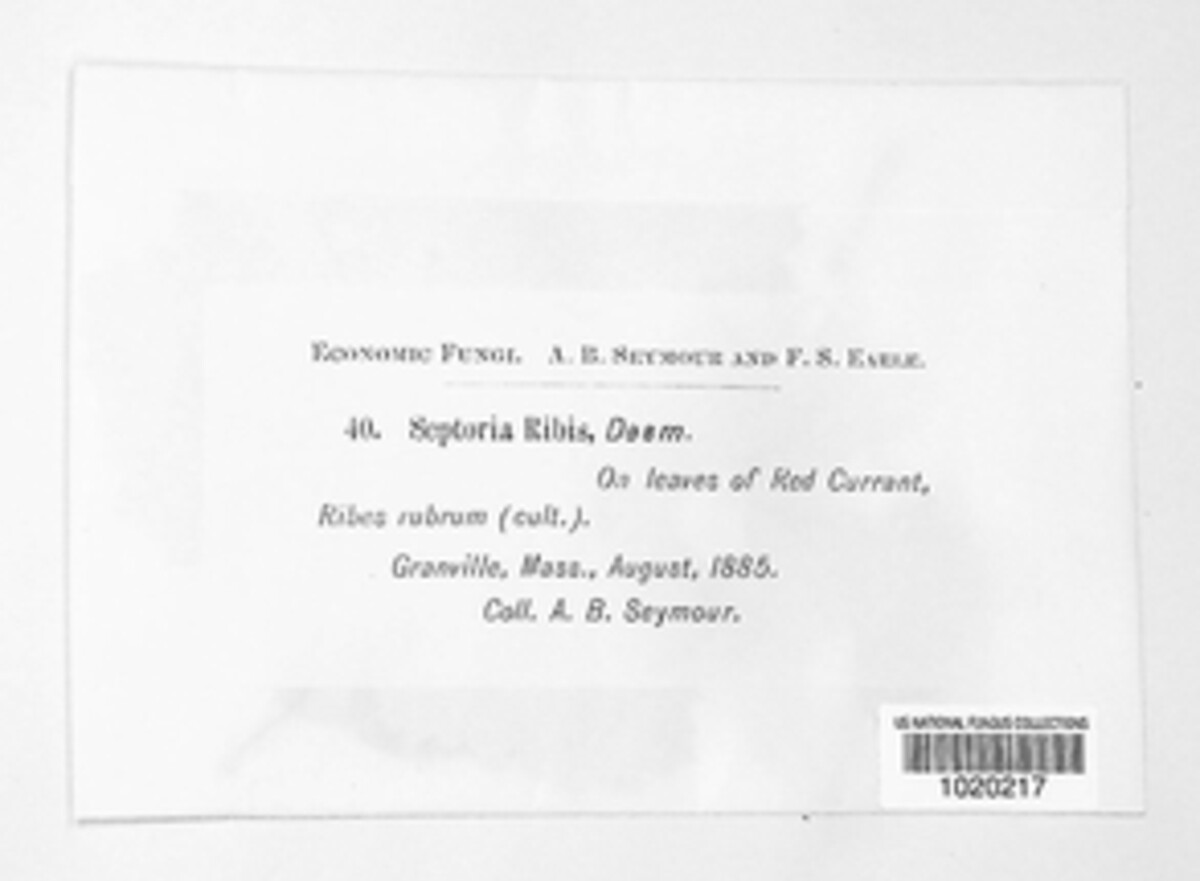 Economic Fungi. A. B. Seymour and F. S. Earle.
40. Septoria Ribis, Desm.
On leaves of Red Currant,
Ribes rubrum (cult.).
Granville, Mass., August, 1885.
Coll. A. B. Seymour.
US NATIONAL FUNGUS COLLECTIONS
1020217